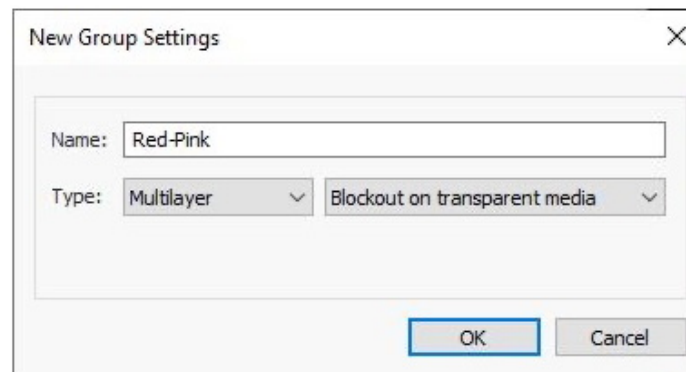 New Group Settings
Name: Red-Pink
Type: Multilayer Blockout on transparent media
OK Cancel